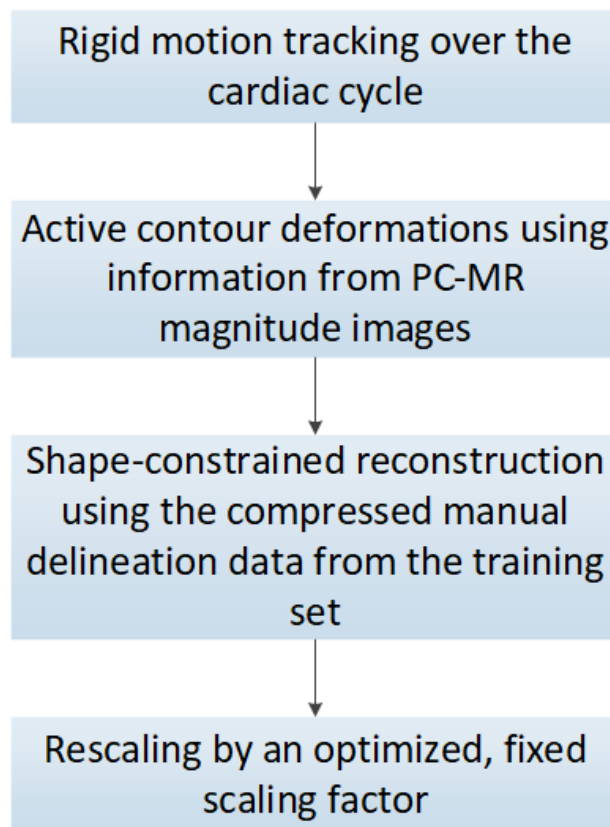 Rigid motion tracking over the
cardiac cycle
Active contour deformations using
information from PC-MR
magnitude images
Shape-constrained reconstruction
using the compressed manual
delineation data from the training
set
Rescaling by an optimized, fixed
scaling factor